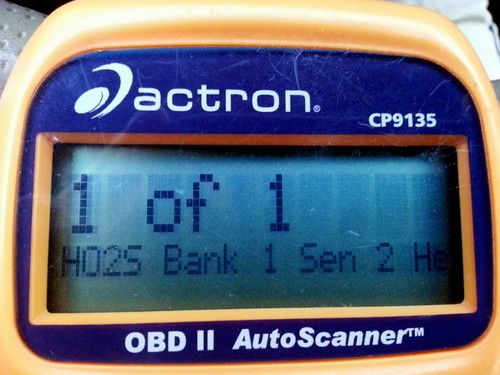 actron®
CP9135
1 of 1
HO2S Bank 1 Sen 2 He
OBD II AutoScanner™